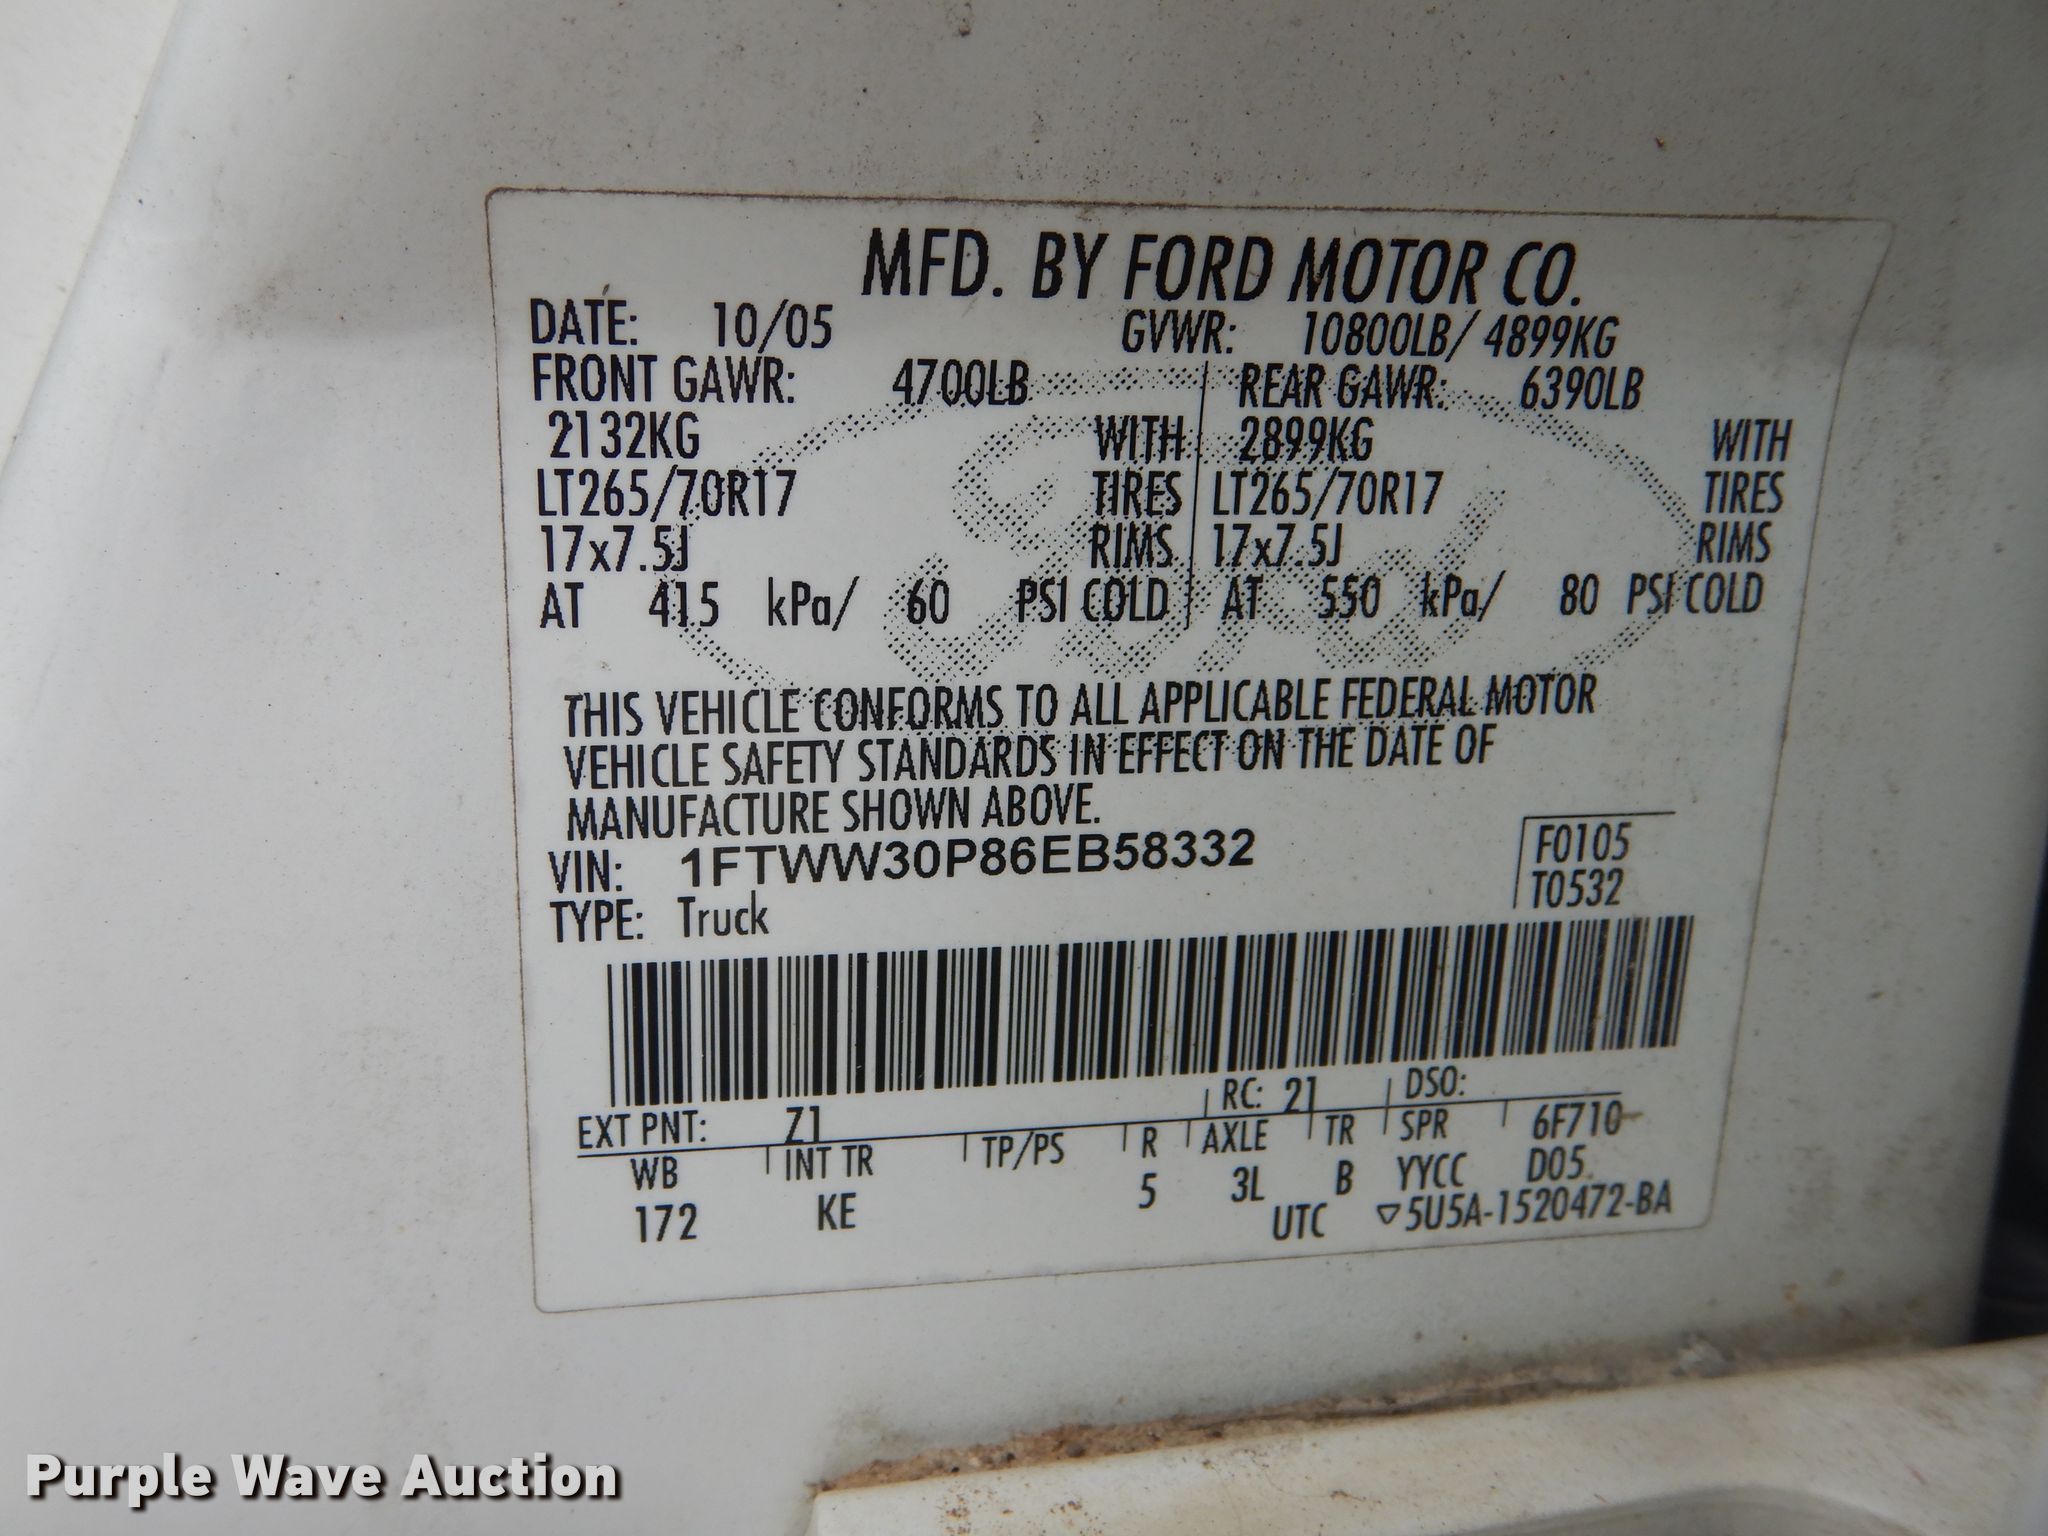 MFD. BY FORD MOTOR CO.
DATE: 10/05 GVWR: 10800LB/ 4899KG
FRONT GAWR: 4700LB REAR GAWR: 6390LB
2132KG WITH 2899KG WITH
LT265/70R17 TIRES LT265/70R17 TIRES
17x7.5J RIMS 17x7.5J RIMS
AT 415 kPa/ 60 PSI COLD AT 550 kPa/ 80 PSI COLD
THIS VEHICLE CONFORMS TO ALL APPLICABLE FEDERAL MOTOR
VEHICLE SAFETY STANDARDS IN EFFECT ON THE DATE OF
MANUFACTURE SHOWN ABOVE.
VIN: 1FTWW30P86EB58332 F0105
TYPE: Truck T0532
EXT PNT: Z1 RC: 21 DSO:
WB INT TR TP/PS R AXLE TR SPR 6F710
172 KE 5 3L B YYCC D05
UTC ▽5U5A-1520472-BA
Ford
Purple Wave Auction